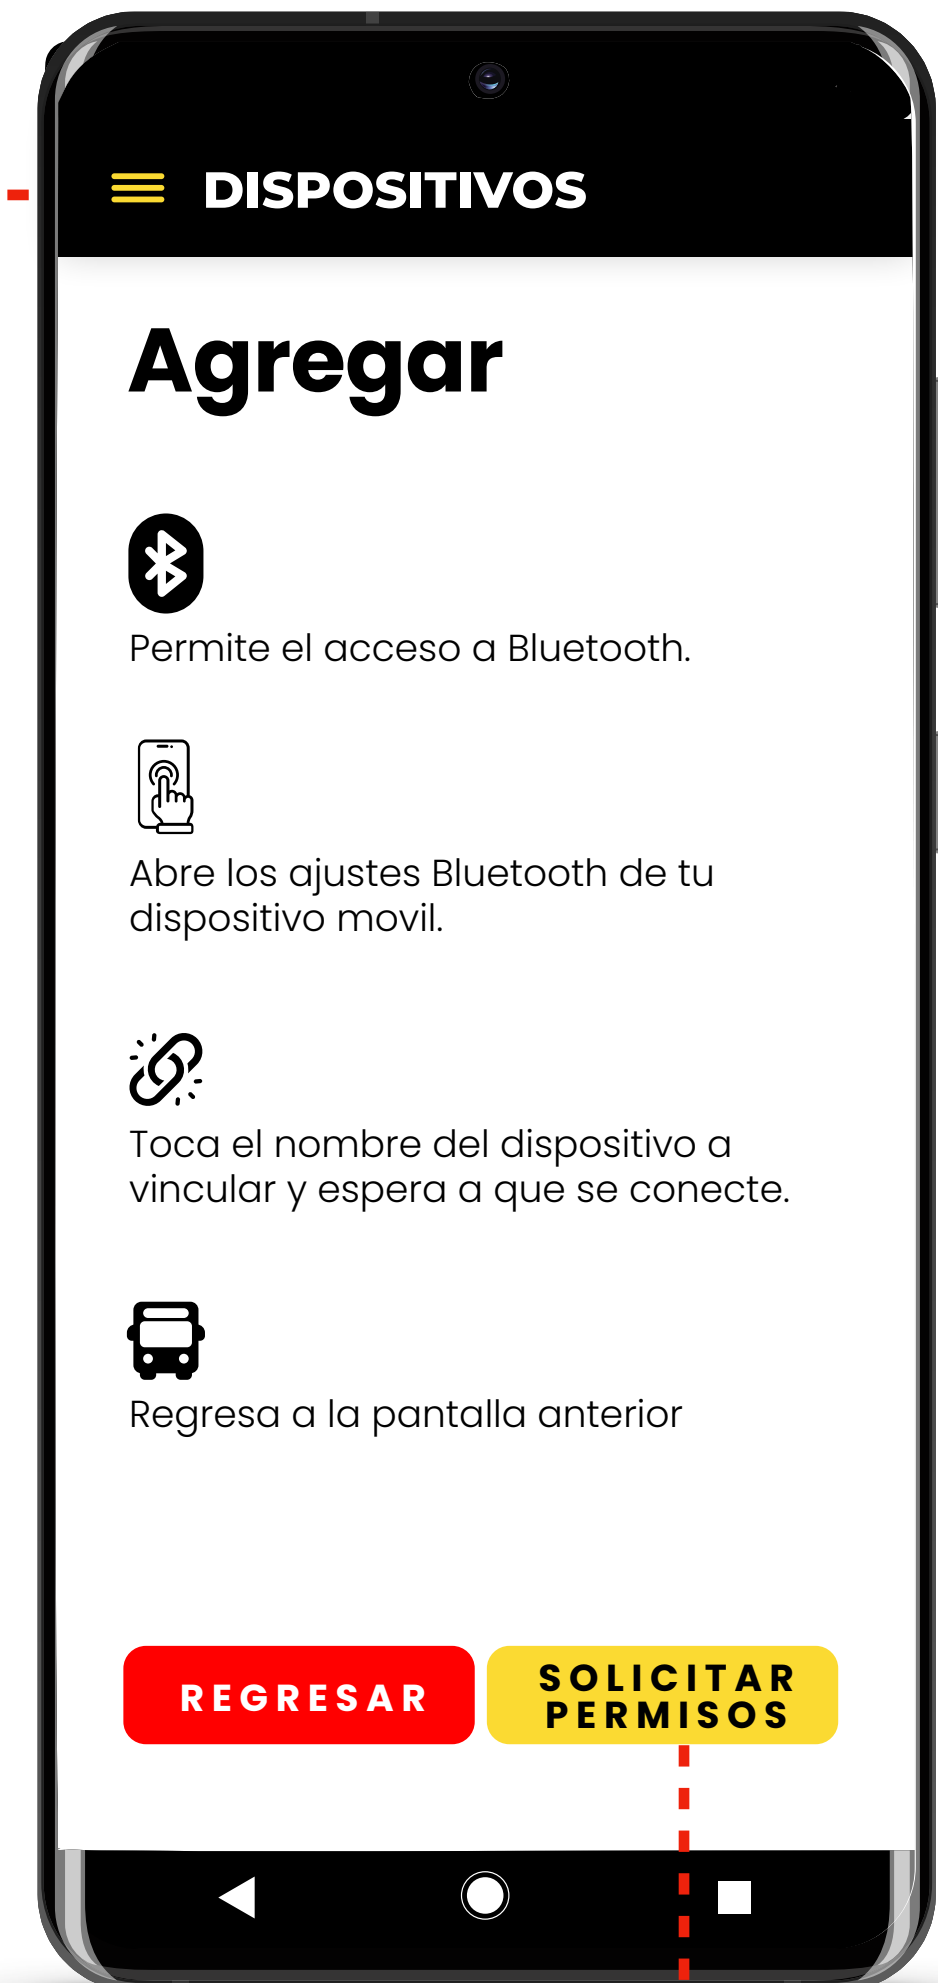 DISPOSITIVOS
Agregar
Permite el acceso a Bluetooth.
Abre los ajustes Bluetooth de tu
dispositivo movil.
Toca el nombre del dispositivo a
vincular y espera a que se conecte.
Regresa a la pantalla anterior
REGRESAR
SOLICITAR
PERMISOS